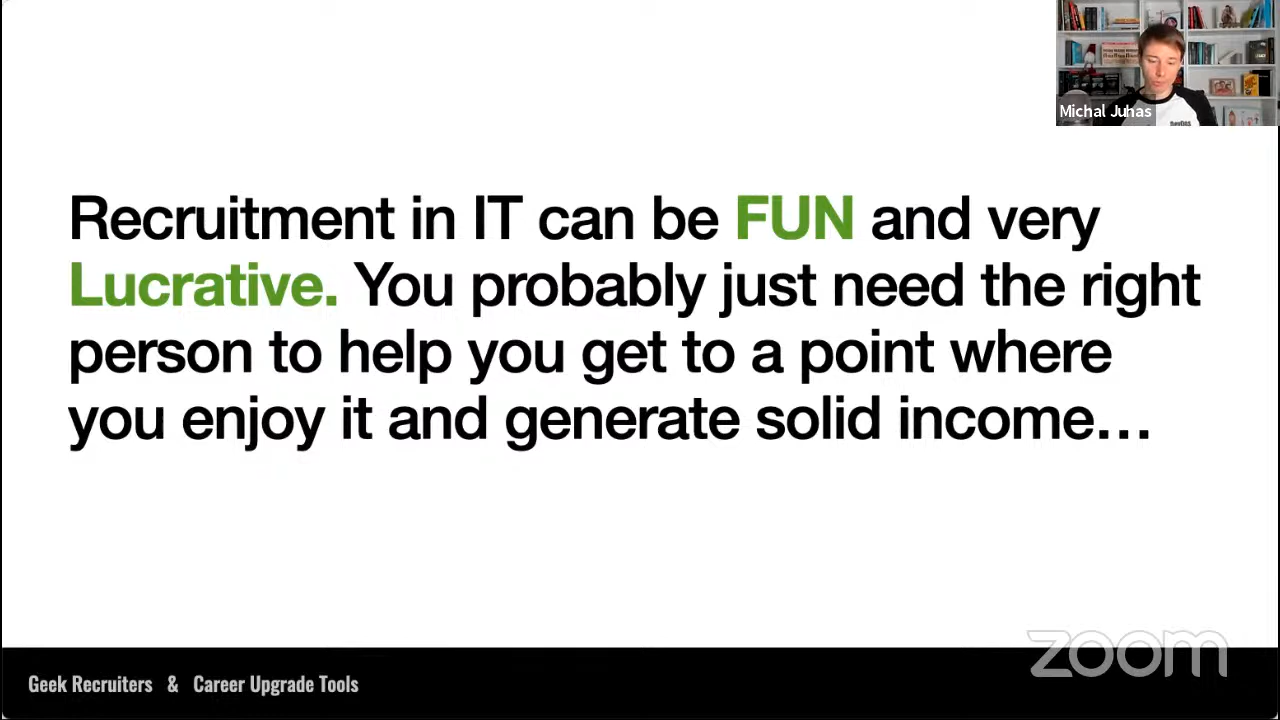 Michal Juhas
Recruitment in IT can be FUN and very
Lucrative. You probably just need the right
person to help you get to a point where
you enjoy it and generate solid income…
zoom
Geek Recruiters & Career Upgrade Tools